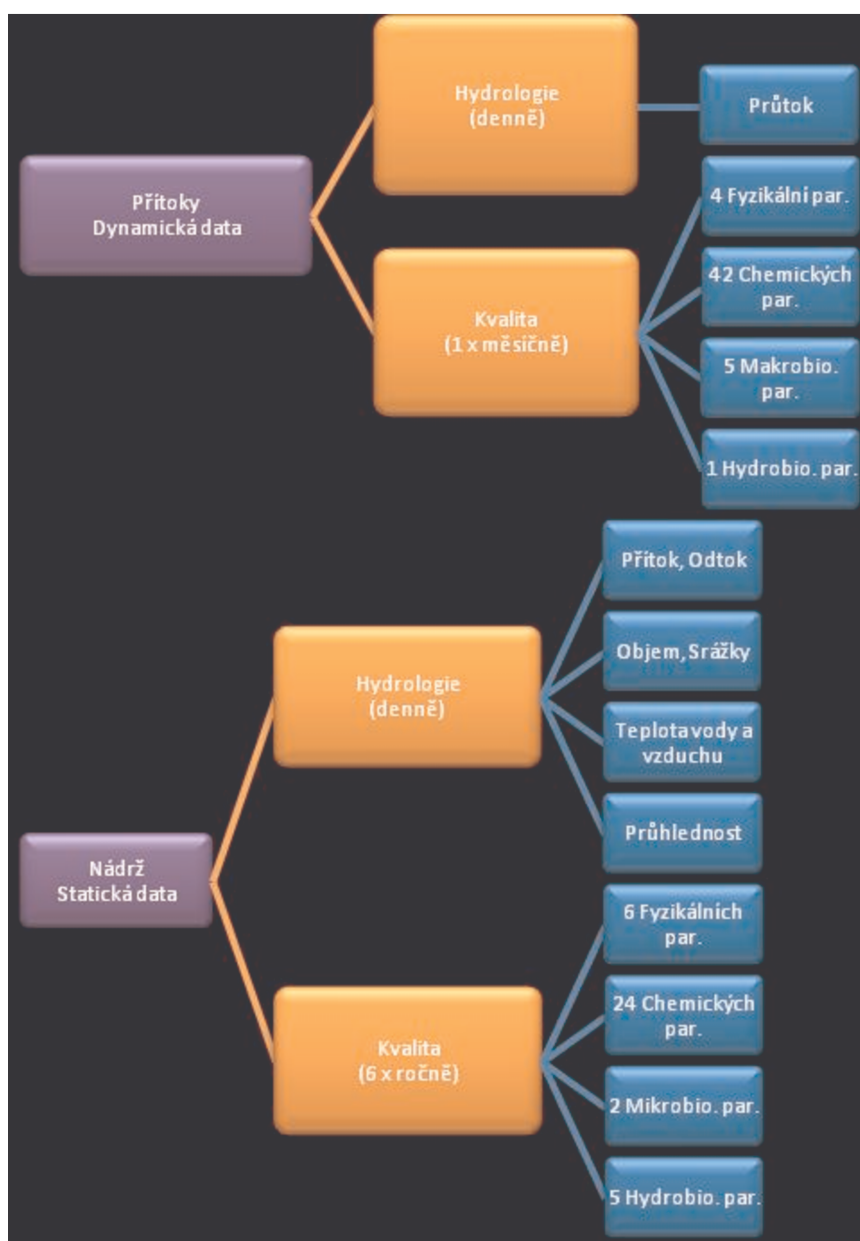 Hydrologie
(denně)
Průtok
Přítoky
Dynamická data
4 Fyzikální par.
42 Chemických
par.
Kvalita
(1 x měsíčně)
5 Makrobio.
par.
1 Hydrobio. par.
Přítok, Odtok
Hydrologie
(denně)
Objem, Srážky
Teplota vody a
vzduchu
Průhlednost
Nádrž
Statická data
6 Fyzikálních
par.
24 Chemických
par.
Kvalita
(6 x ročně)
2 Mikrobio. par.
5 Hydrobio. par.